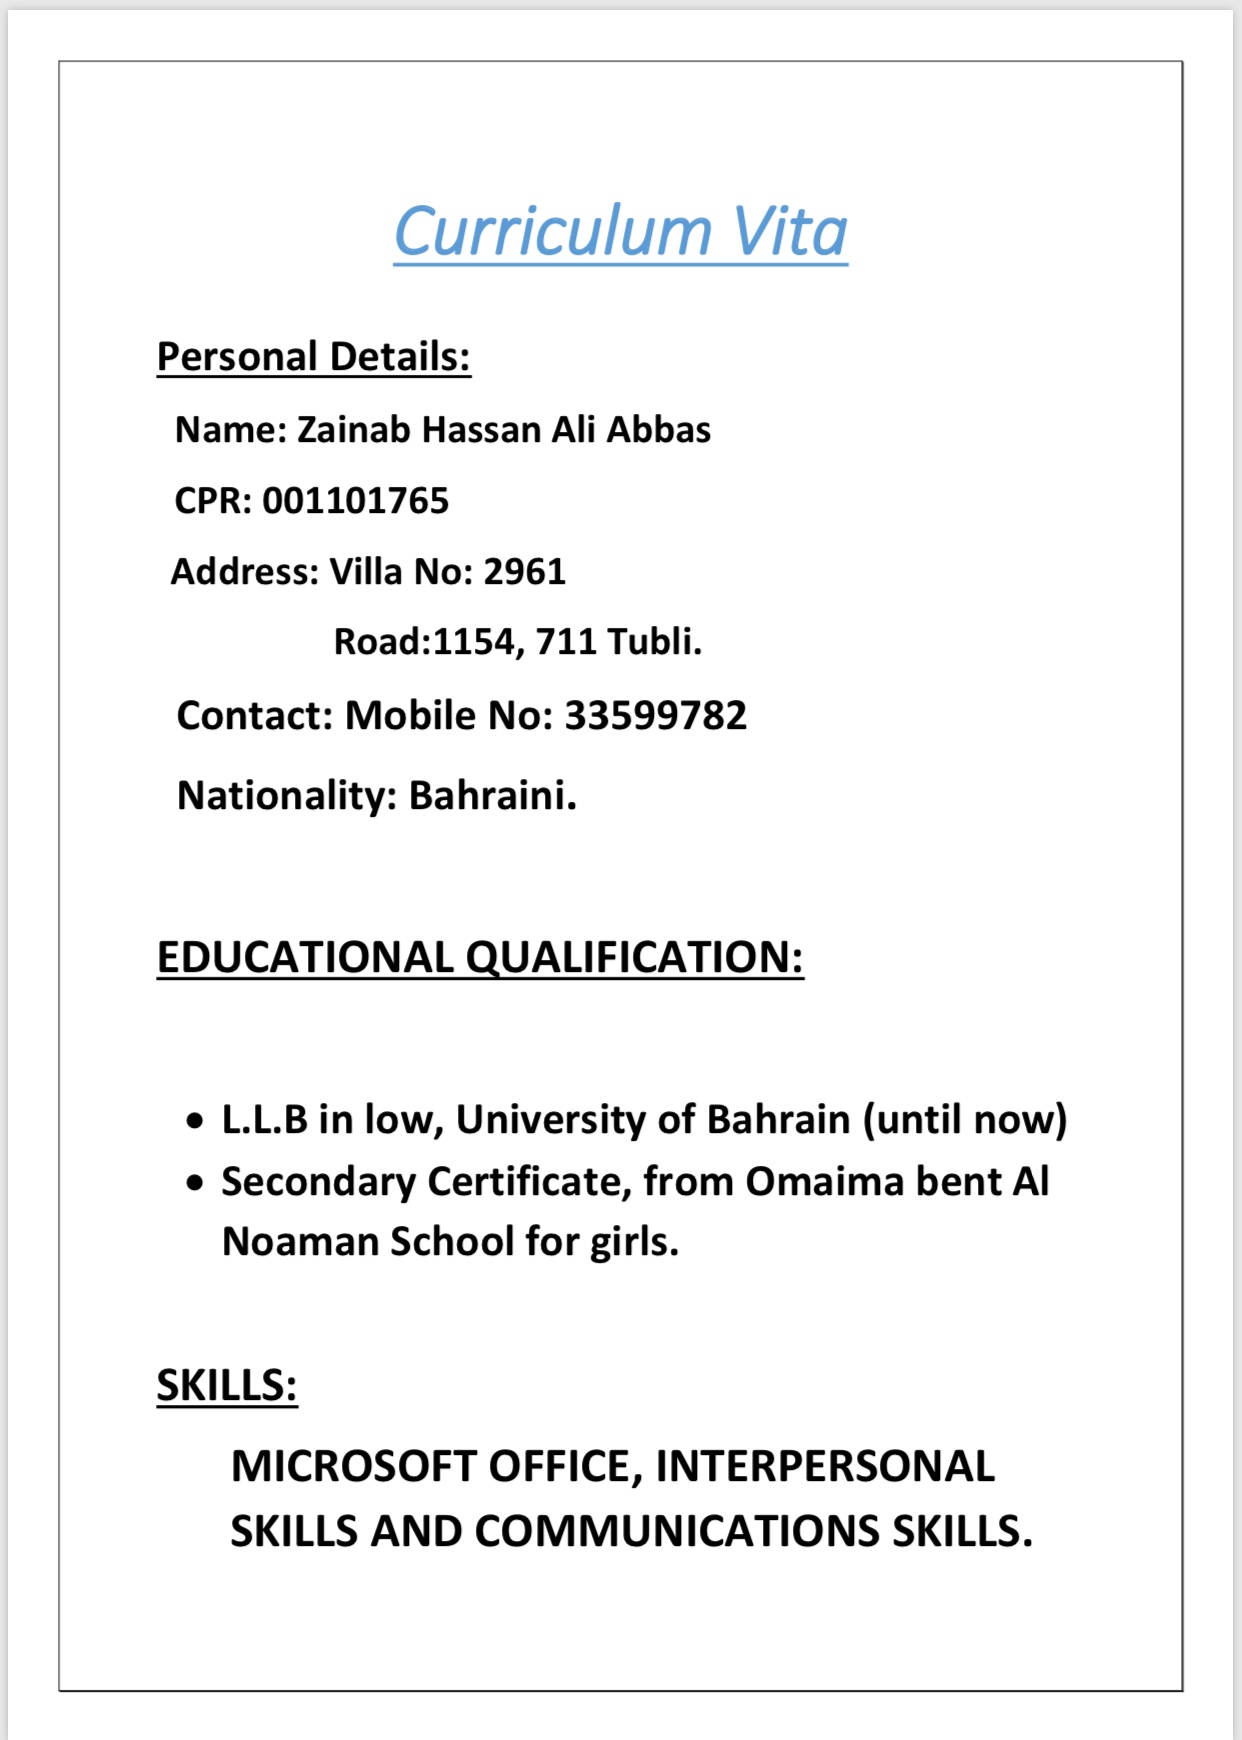 Curriculum Vita
Personal Details:
Name: Zainab Hassan Ali Abbas
CPR: 001101765
Address: Villa No: 2961
Road:1154, 711 Tubli.
Contact: Mobile No: 33599782
Nationality: Bahraini.
EDUCATIONAL QUALIFICATION:
• L.L.B in low, University of Bahrain (until now)
• Secondary Certificate, from Omaima bent Al
Noaman School for girls.
SKILLS:
MICROSOFT OFFICE, INTERPERSONAL
SKILLS AND COMMUNICATIONS SKILLS.